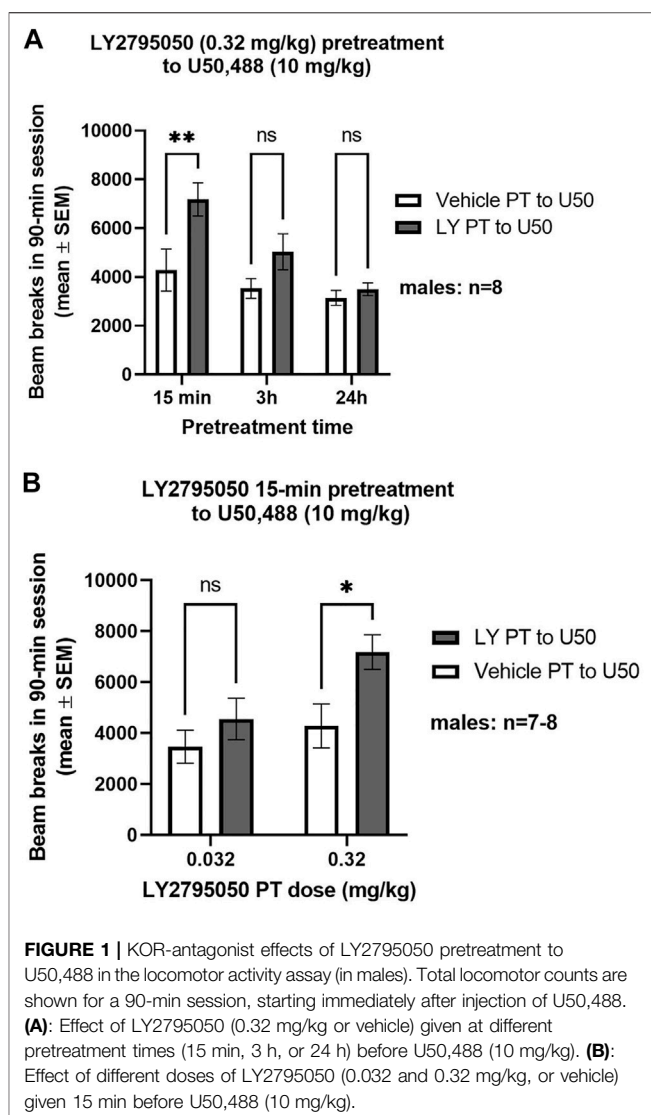 A
LY2795050 (0.32 mg/kg) pretreatment
to U50,488 (10 mg/kg)
Beam breaks in 90-min session
(mean ± SEM)
10000
8000
6000
4000
2000
0
**
ns
ns
Vehicle PT to U50
LY PT to U50
males: n=8
15 min
3h
24h
Pretreatment time
B
LY2795050 15-min pretreatment
to U50,488 (10 mg/kg)
Beam breaks in 90-min session
(mean ± SEM)
10000
8000
6000
4000
2000
0
ns
*
LY PT to U50
Vehicle PT to U50
males: n=7-8
0.032
0.32
LY2795050 PT dose (mg/kg)
FIGURE 1 | KOR-antagonist effects of LY2795050 pretreatment to
U50,488 in the locomotor activity assay (in males). Total locomotor counts are
shown for a 90-min session, starting immediately after injection of U50,488.
(A): Effect of LY2795050 (0.32 mg/kg or vehicle) given at different
pretreatment times (15 min, 3 h, or 24 h) before U50,488 (10 mg/kg). (B):
Effect of different doses of LY2795050 (0.032 and 0.32 mg/kg, or vehicle)
given 15 min before U50,488 (10 mg/kg).